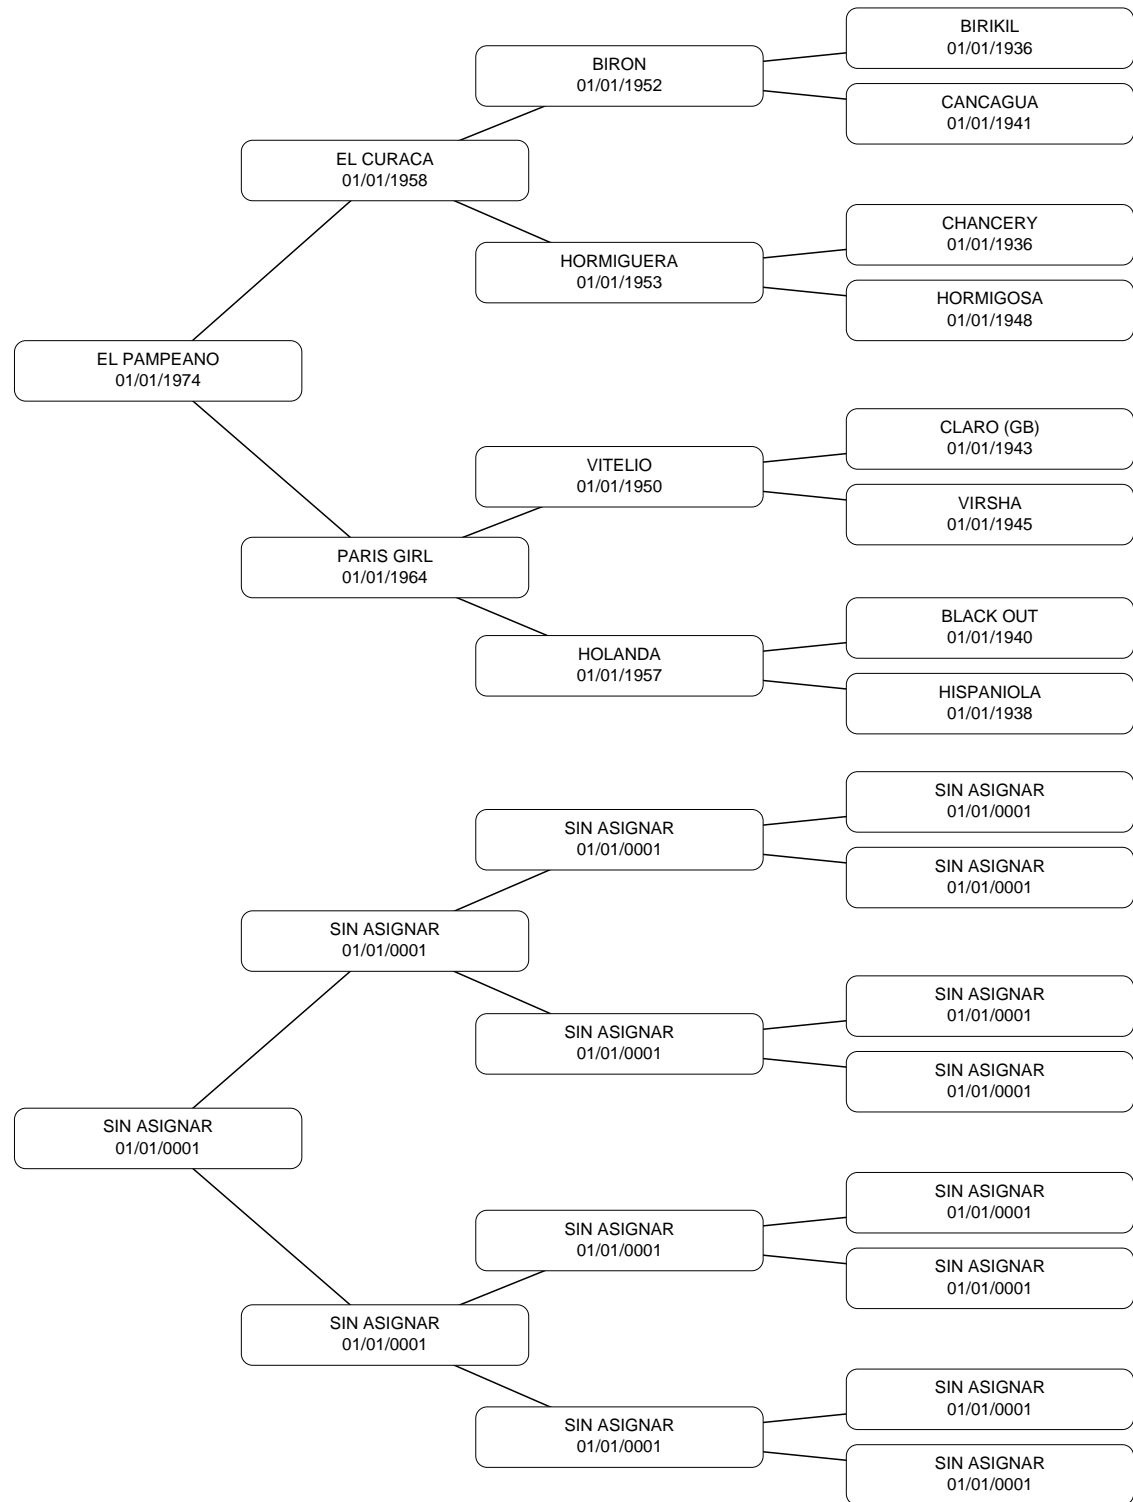 BIRIKIL
01/01/1936
BIRON
01/01/1952
CANCAGUA
01/01/1941
EL CURACA
01/01/1958
CHANCERY
01/01/1936
HORMIGUERA
01/01/1953
HORMIGOSA
01/01/1948
EL PAMPEANO
01/01/1974
CLARO (GB)
01/01/1943
VITELIO
01/01/1950
VIRSHA
01/01/1945
PARIS GIRL
01/01/1964
BLACK OUT
01/01/1940
HOLANDA
01/01/1957
HISPANIOLA
01/01/1938
SIN ASIGNAR
01/01/0001
SIN ASIGNAR
01/01/0001
SIN ASIGNAR
01/01/0001
SIN ASIGNAR
01/01/0001
SIN ASIGNAR
01/01/0001
SIN ASIGNAR
01/01/0001
SIN ASIGNAR
01/01/0001
SIN ASIGNAR
01/01/0001
SIN ASIGNAR
01/01/0001
SIN ASIGNAR
01/01/0001
SIN ASIGNAR
01/01/0001
SIN ASIGNAR
01/01/0001
SIN ASIGNAR
01/01/0001
SIN ASIGNAR
01/01/0001
SIN ASIGNAR
01/01/0001